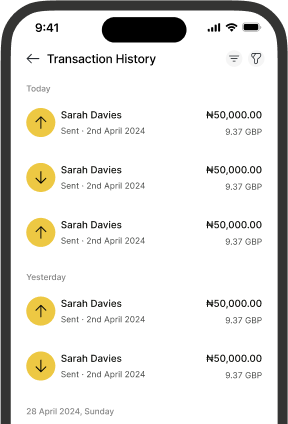 9:41
Transaction History
Today
Sarah Davies ₦50,000.00
Sent · 2nd April 2024 9.37 GBP
Sarah Davies ₦50,000.00
Sent · 2nd April 2024 9.37 GBP
Sarah Davies ₦50,000.00
Sent · 2nd April 2024 9.37 GBP
Yesterday
Sarah Davies ₦50,000.00
Sent · 2nd April 2024 9.37 GBP
Sarah Davies ₦50,000.00
Sent · 2nd April 2024 9.37 GBP
28 April 2024, Sunday